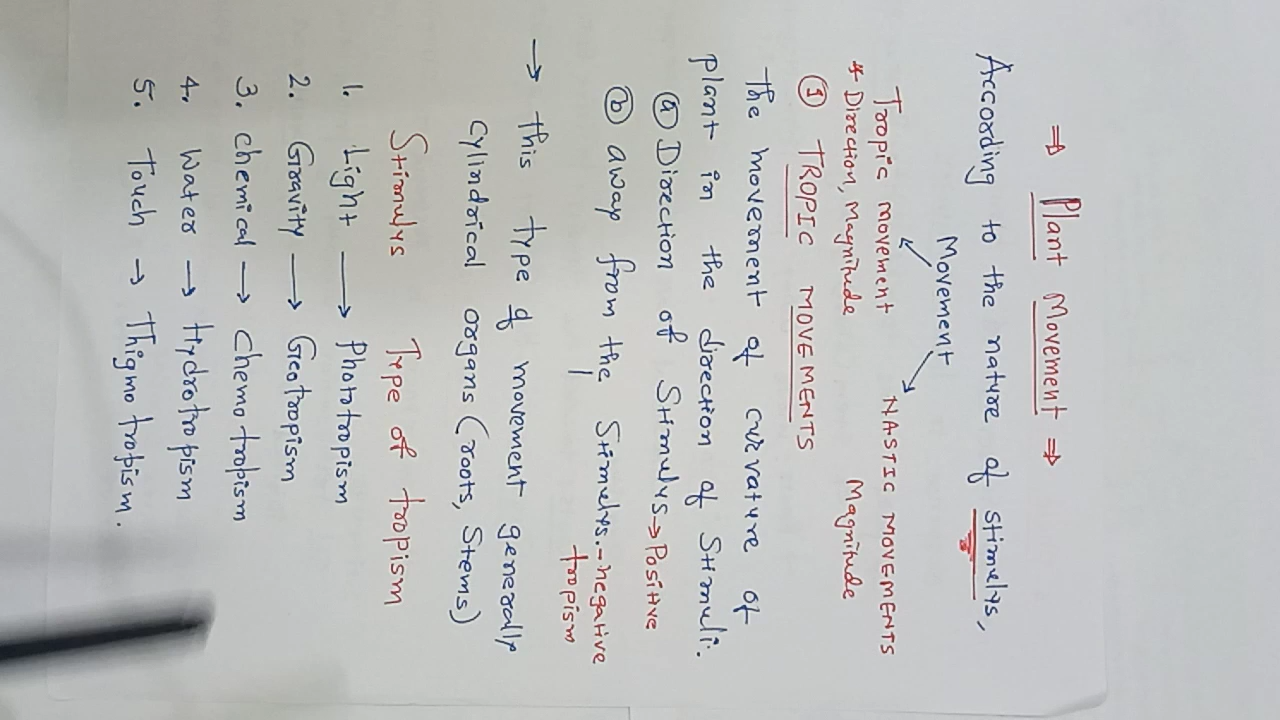 ⇒ Plant Movement ⇒
According to the nature of stimulus,
Movement
Tropic movement NASTIC MOVEMENTS
* Direction, Magnitude Magnitude
① TROPIC MOVEMENTS
The movement of curvature of
plant in the direction of Stimuli.
ⓐ Direction of Stimulus → Positive
ⓑ away from the Stimulus. - negative
tropism
→ This type of movement generally
cylindrical organs (roots, Stems)
Stimulus Type of tropism
1. Light → Phototropism
2. Gravity → Geotropism
3. chemical → chemotropism
4. Water → Hydrotropism
5. Touch → Thigmotropism.